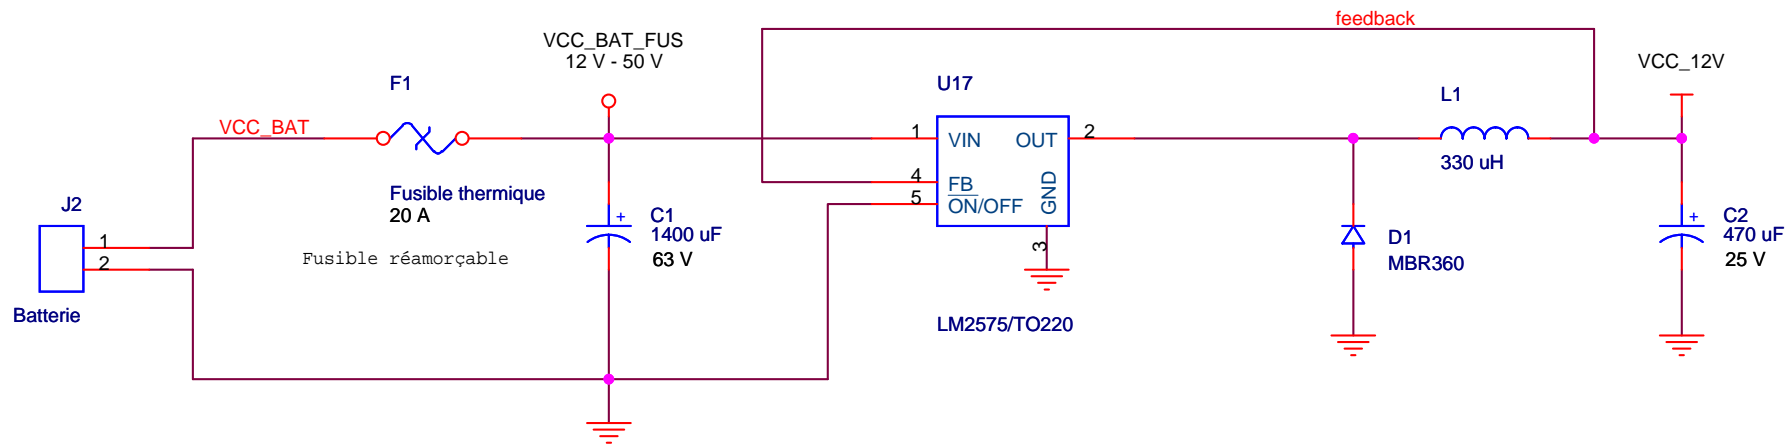 feedback
VCC_BAT_FUS
12 V - 50 V
VCC_12V
F1
U17
L1
VCC_BAT
1
VIN
OUT
2
330 uH
4
FB
5
ON/OFF
GND
3
Fusible thermique
20 A
J2
1
2
Batterie
Fusible réamorçable
+
C1
1400 uF
63 V
LM2575/TO220
D1
MBR360
+
C2
470 uF
25 V